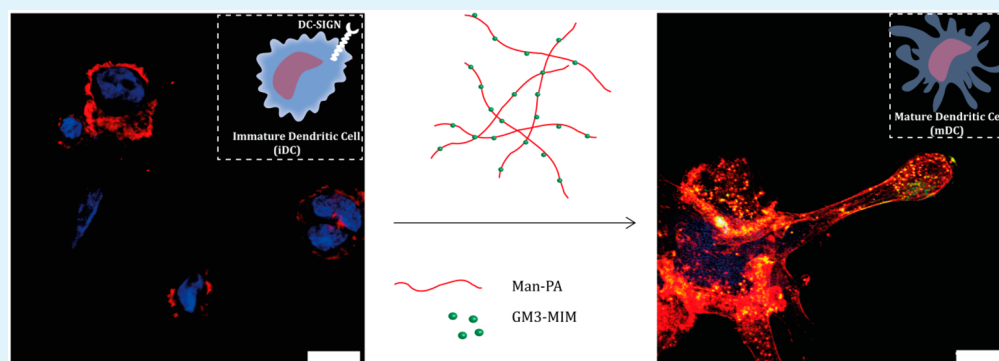 DC-SIGN
Immature Dendritic Cell
(iDC)
Man-PA
GM3-MIM
Mature Dendritic Ce
(mDC)